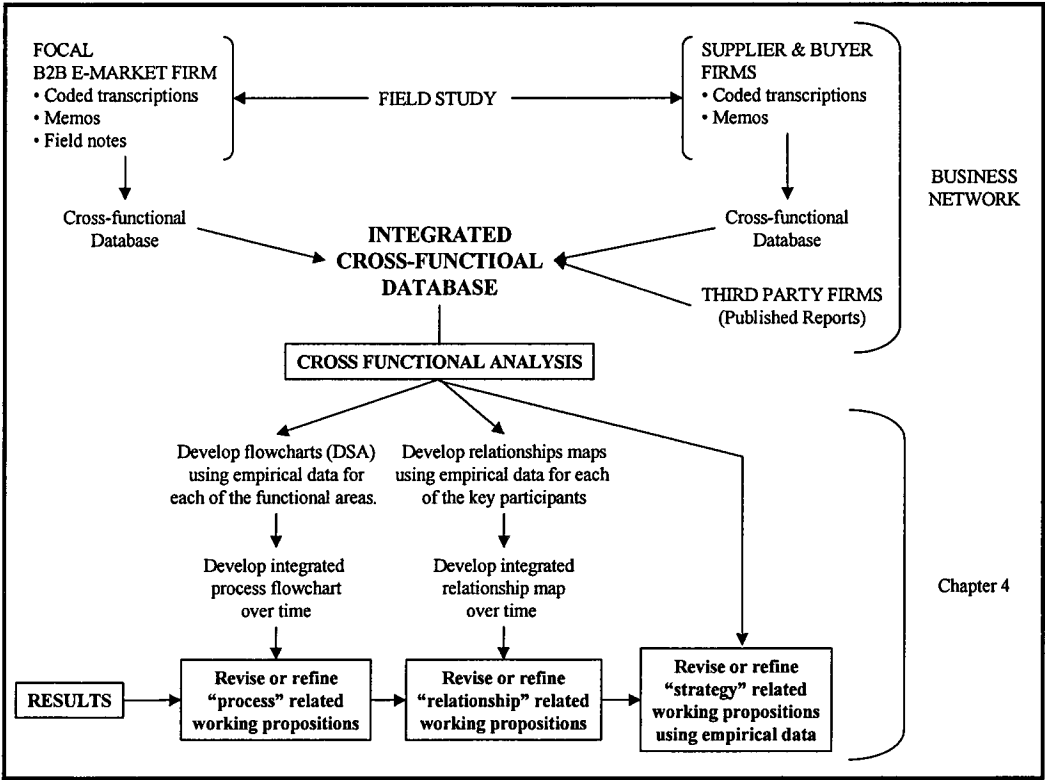 FOCAL
B2B E-MARKET FIRM
• Coded transcriptions
• Memos
• Field notes
FIELD STUDY
SUPPLIER & BUYER
FIRMS
• Coded transcriptions
• Memos
BUSINESS
NETWORK
Cross-functional
Database
INTEGRATED
CROSS-FUNCTIOAL
DATABASE
Cross-functional
Database
THIRD PARTY FIRMS
(Published Reports)
CROSS FUNCTIONAL ANALYSIS
Develop flowcharts (DSA)
using empirical data for
each of the functional areas.
Develop relationships maps
using empirical data for each
of the key participants
Develop integrated
process flowchart
over time
Develop integrated
relationship map
over time
Chapter 4
RESULTS
Revise or refine
“process” related
working propositions
Revise or refine
“relationship” related
working propositions
Revise or refine
“strategy” related
working propositions
using empirical data